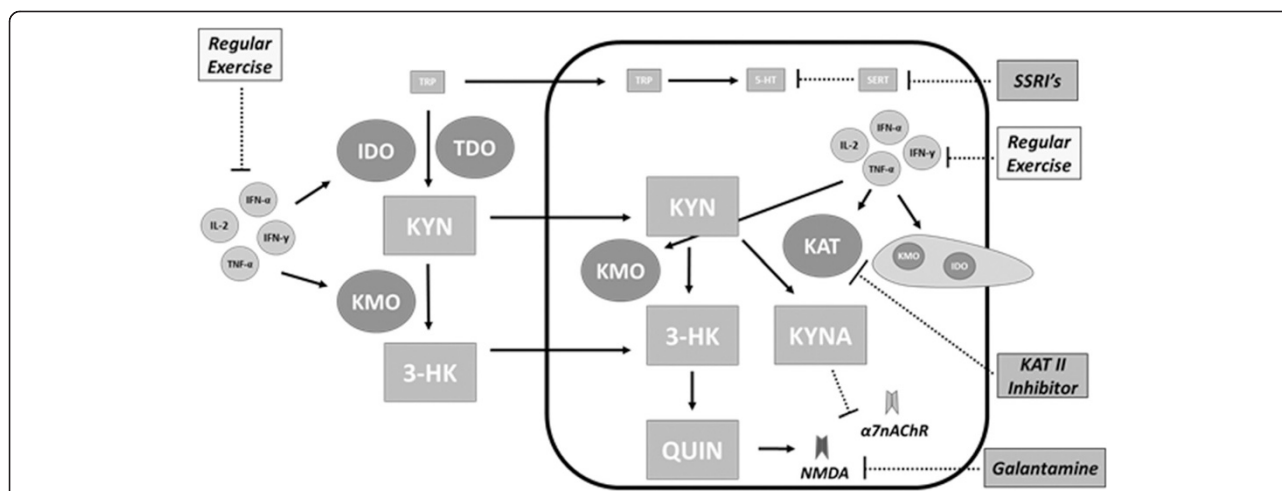 Regular
Exercise
TRP
TRP
5-HT
SERT
SSRI's
IDO
TDO
IFN-α
IL-2
IFN-γ
TNF-α
Regular
Exercise
IFN-α
IL-2
IFN-γ
TNF-α
KYN
KYN
KAT
KMO
IDO
KMO
KMO
3-HK
3-HK
KYNA
KAT II
Inhibitor
α7nAChR
QUIN
NMDA
Galantamine